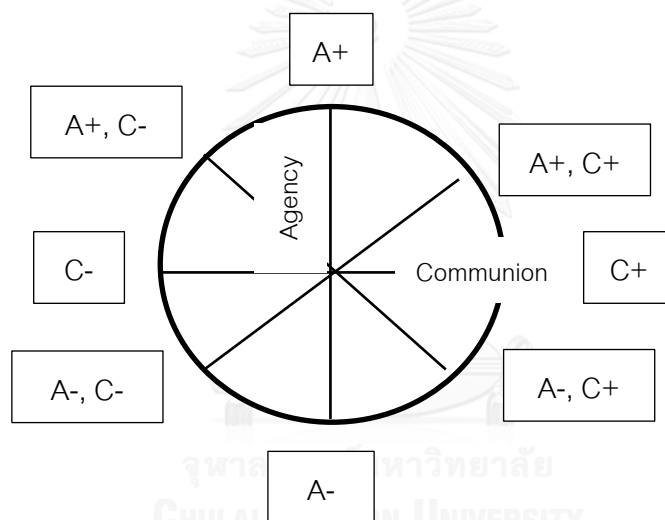 A+
A+, C-
A+, C+
Agency
C-
Communion
C+
A-, C-
A-, C+
A-